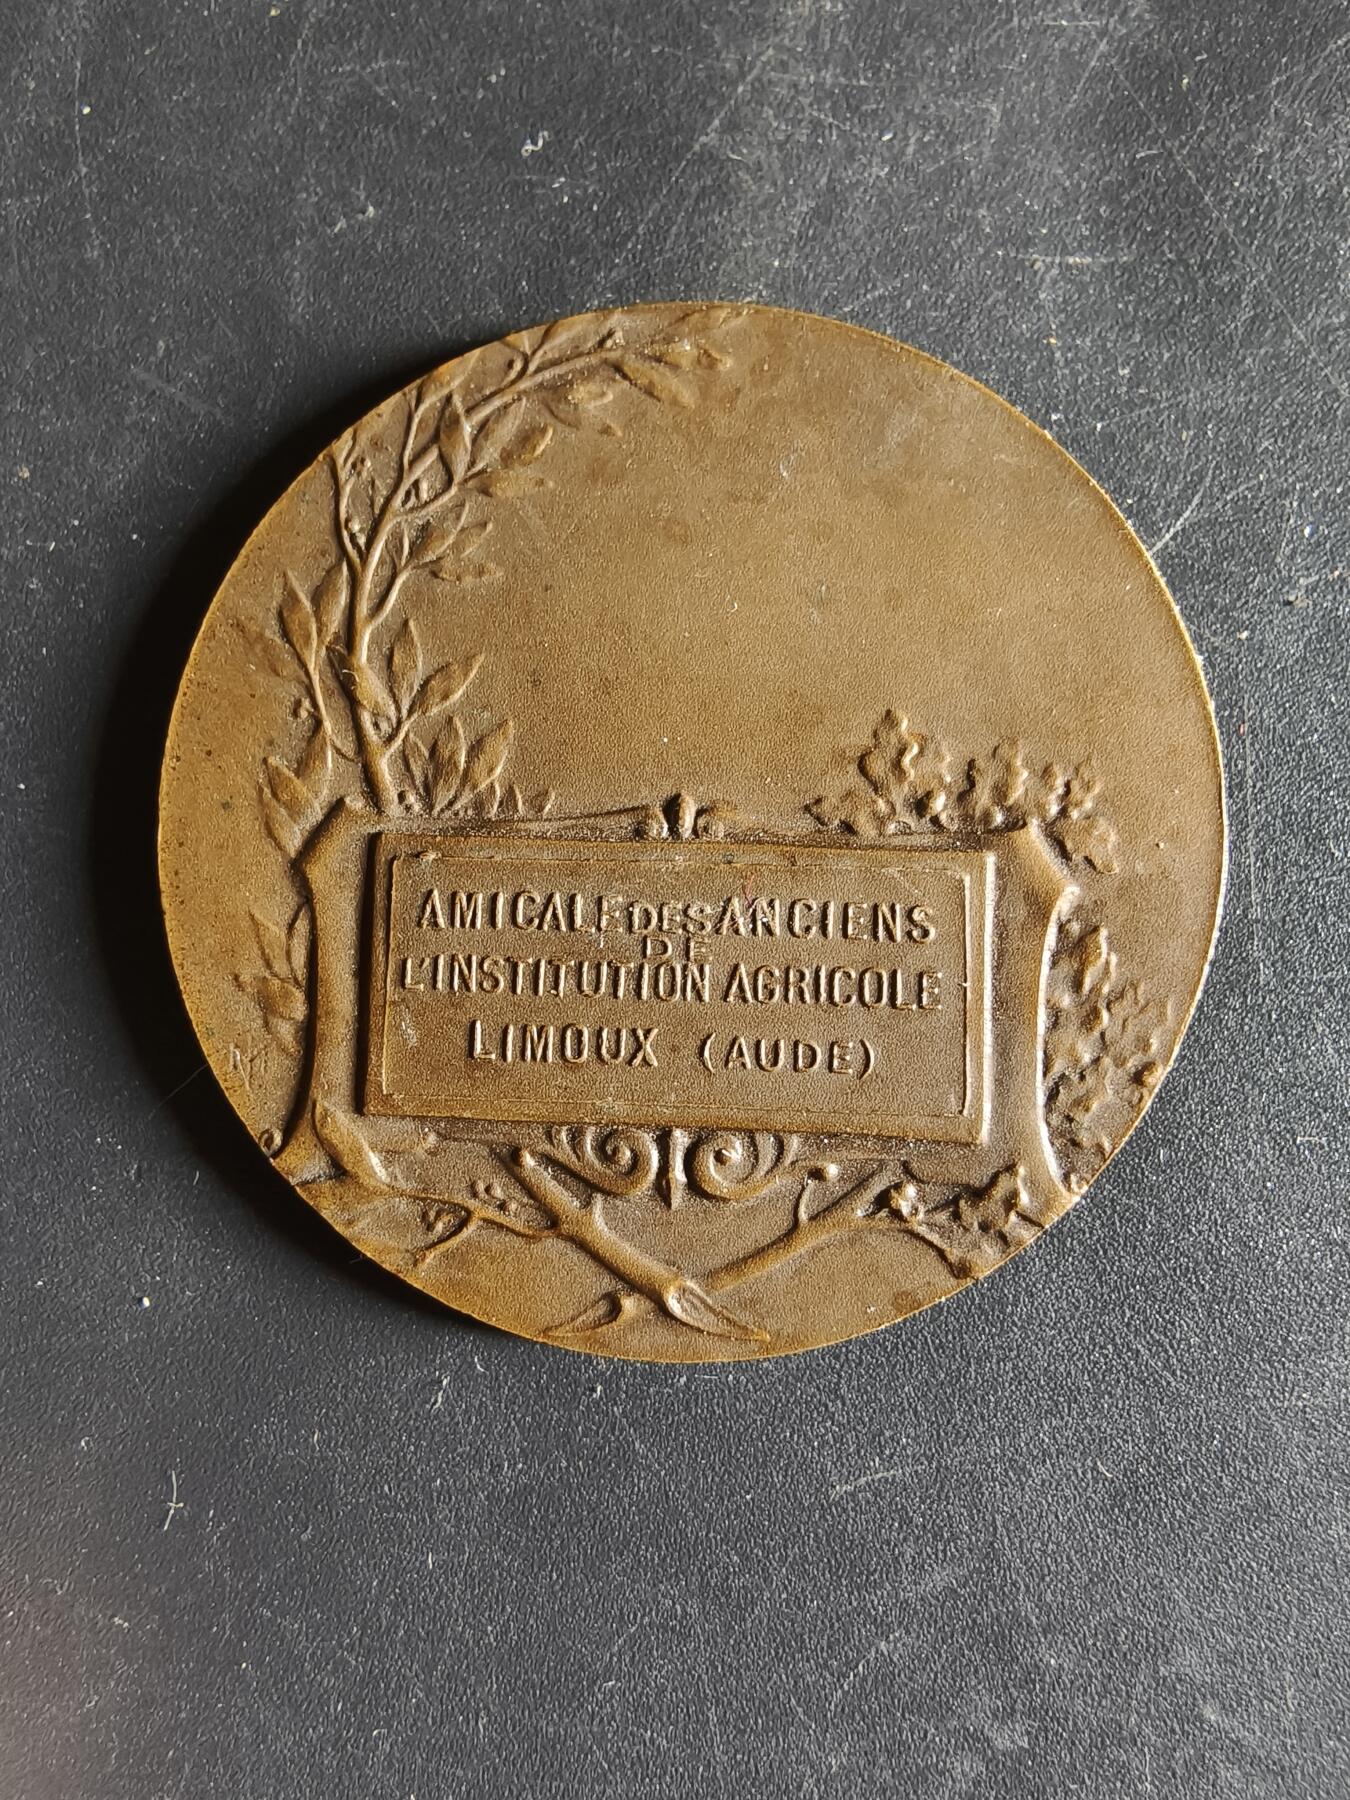 AMICALE DES ANCIENS
DE
L'INSTITUTION AGRICOLE
LIMOUX (AUDE)